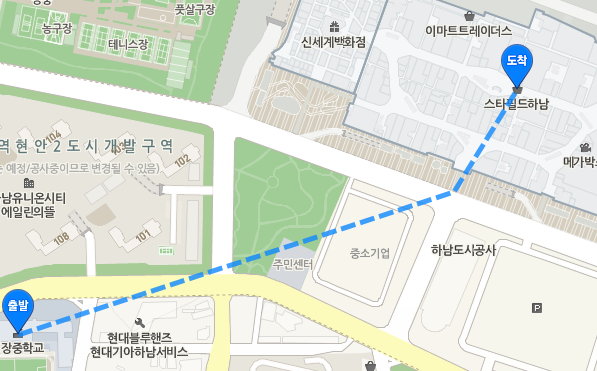 풋살구장
농구장
테니스장
신세계백화점
이마트트레이더스
도착
스타필드하남
메가박스
104
103
102
역현안2도시개발구역
은 예정/공사중이므로 변경될 수 있음)
하남유니온시티
에일린의뜰
108
101
주민센터
중소기업
하남도시공사
P
출발
장중학교
현대블루핸즈
현대기아하남서비스